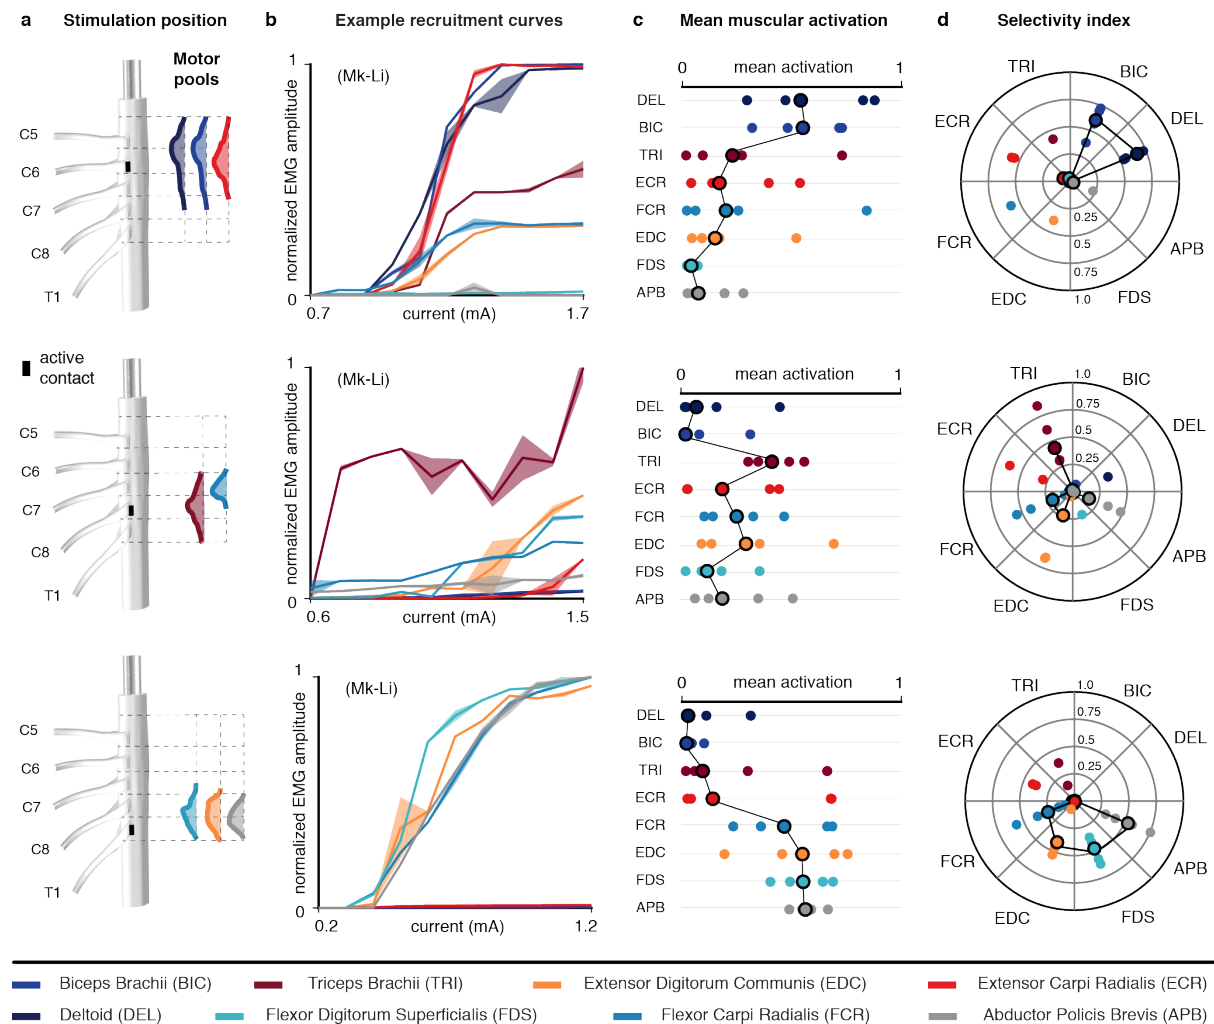 a Stimulation position b Example recruitment curves c Mean muscular activation d Selectivity index
Motor
pools
C5
C6
C7
C8
T1
1
(Mk-Li)
normalized EMG amplitude
0
0.7 current (mA) 1.7
0 mean activation 1
DEL
BIC
TRI
ECR
FCR
EDC
FDS
APB
TRI BIC
ECR DEL
FCR APB
EDC FDS
0.25
0.5
0.75
1.0
active
contact
C5
C6
C7
C8
T1
1
(Mk-Li)
normalized EMG amplitude
0
0.6 current (mA) 1.5
0 mean activation 1
DEL
BIC
TRI
ECR
FCR
EDC
FDS
APB
TRI BIC
1.0
0.75
0.5
0.25
ECR DEL
FCR APB
EDC FDS
C5
C6
C7
C8
T1
1
(Mk-Li)
normalized EMG amplitude
0
0.2 current (mA) 1.2
0 mean activation 1
DEL
BIC
TRI
ECR
FCR
EDC
FDS
APB
TRI BIC
1.0
0.75
0.5
0.25
ECR DEL
FCR APB
EDC FDS
Biceps Brachii (BIC) Triceps Brachii (TRI) Extensor Digitorum Communis (EDC) Extensor Carpi Radialis (ECR)
Deltoid (DEL) Flexor Digitorum Superficialis (FDS) Flexor Carpi Radialis (FCR) Abductor Policis Brevis (APB)